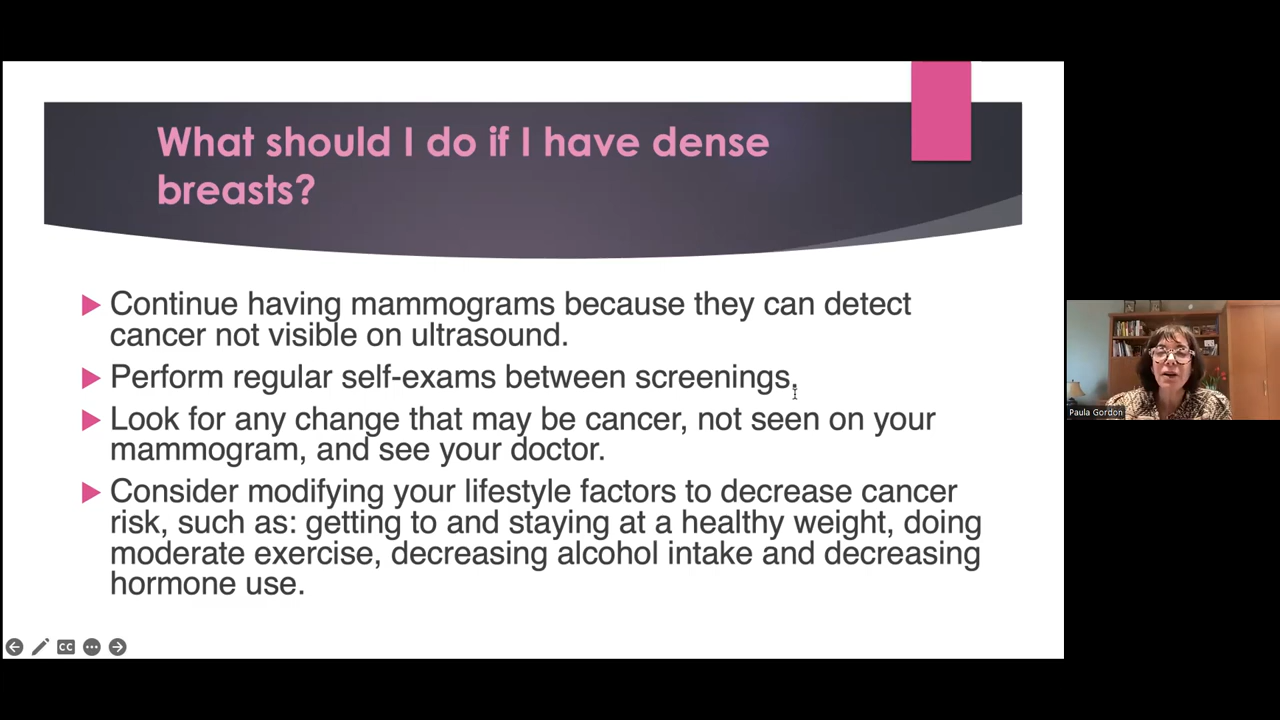 What should I do if I have dense
breasts?
Continue having mammograms because they can detect
cancer not visible on ultrasound.
Perform regular self-exams between screenings.
Look for any change that may be cancer, not seen on your
mammogram, and see your doctor.
Consider modifying your lifestyle factors to decrease cancer
risk, such as: getting to and staying at a healthy weight, doing
moderate exercise, decreasing alcohol intake and decreasing
hormone use.
CC
Paula Gordon